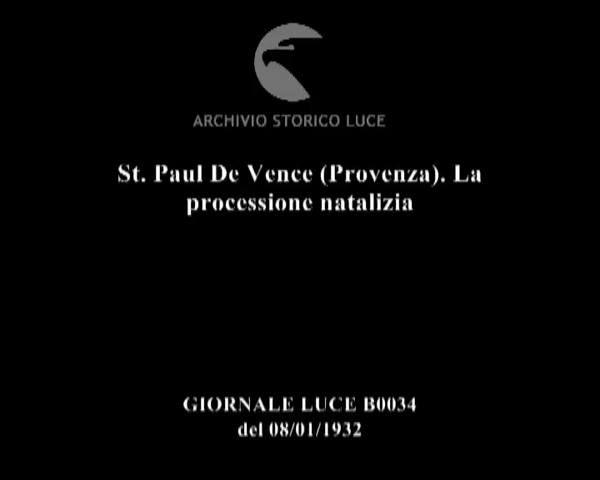 ARCHIVIO STORICO LUCE
St. Paul De Vence (Provenza). La
processione natalizia
GIORNALE LUCE B0034
del 08/01/1932